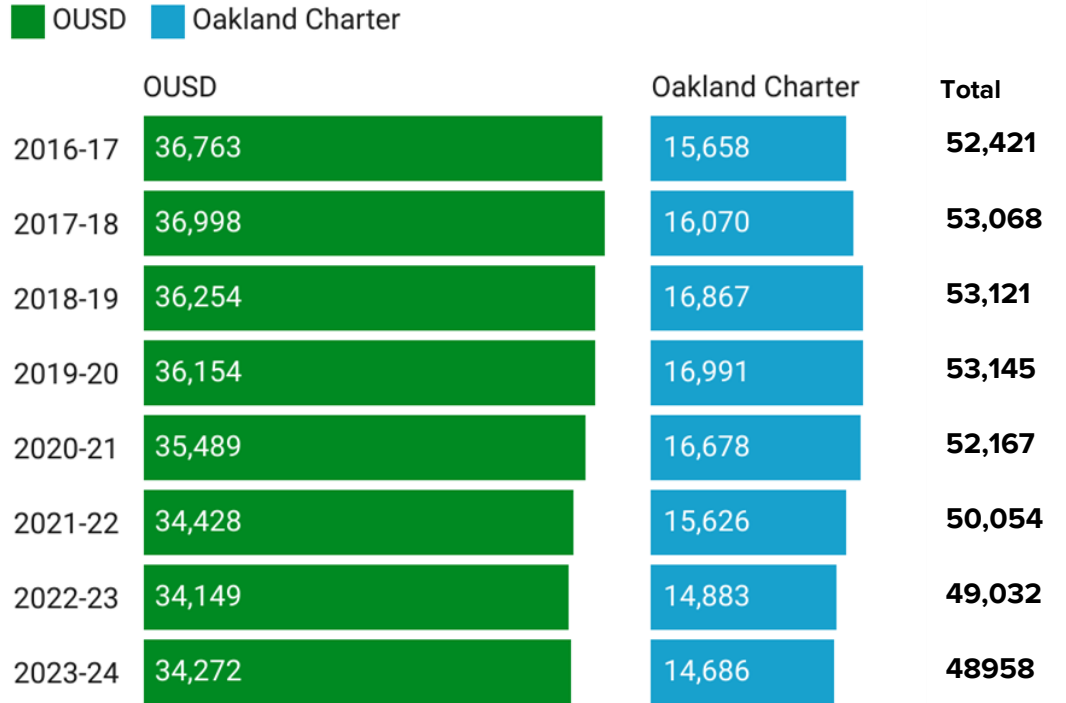 OUSD Oakland Charter
OUSD Oakland Charter Total
2016-17 36,763 15,658 52,421
2017-18 36,998 16,070 53,068
2018-19 36,254 16,867 53,121
2019-20 36,154 16,991 53,145
2020-21 35,489 16,678 52,167
2021-22 34,428 15,626 50,054
2022-23 34,149 14,883 49,032
2023-24 34,272 14,686 48958